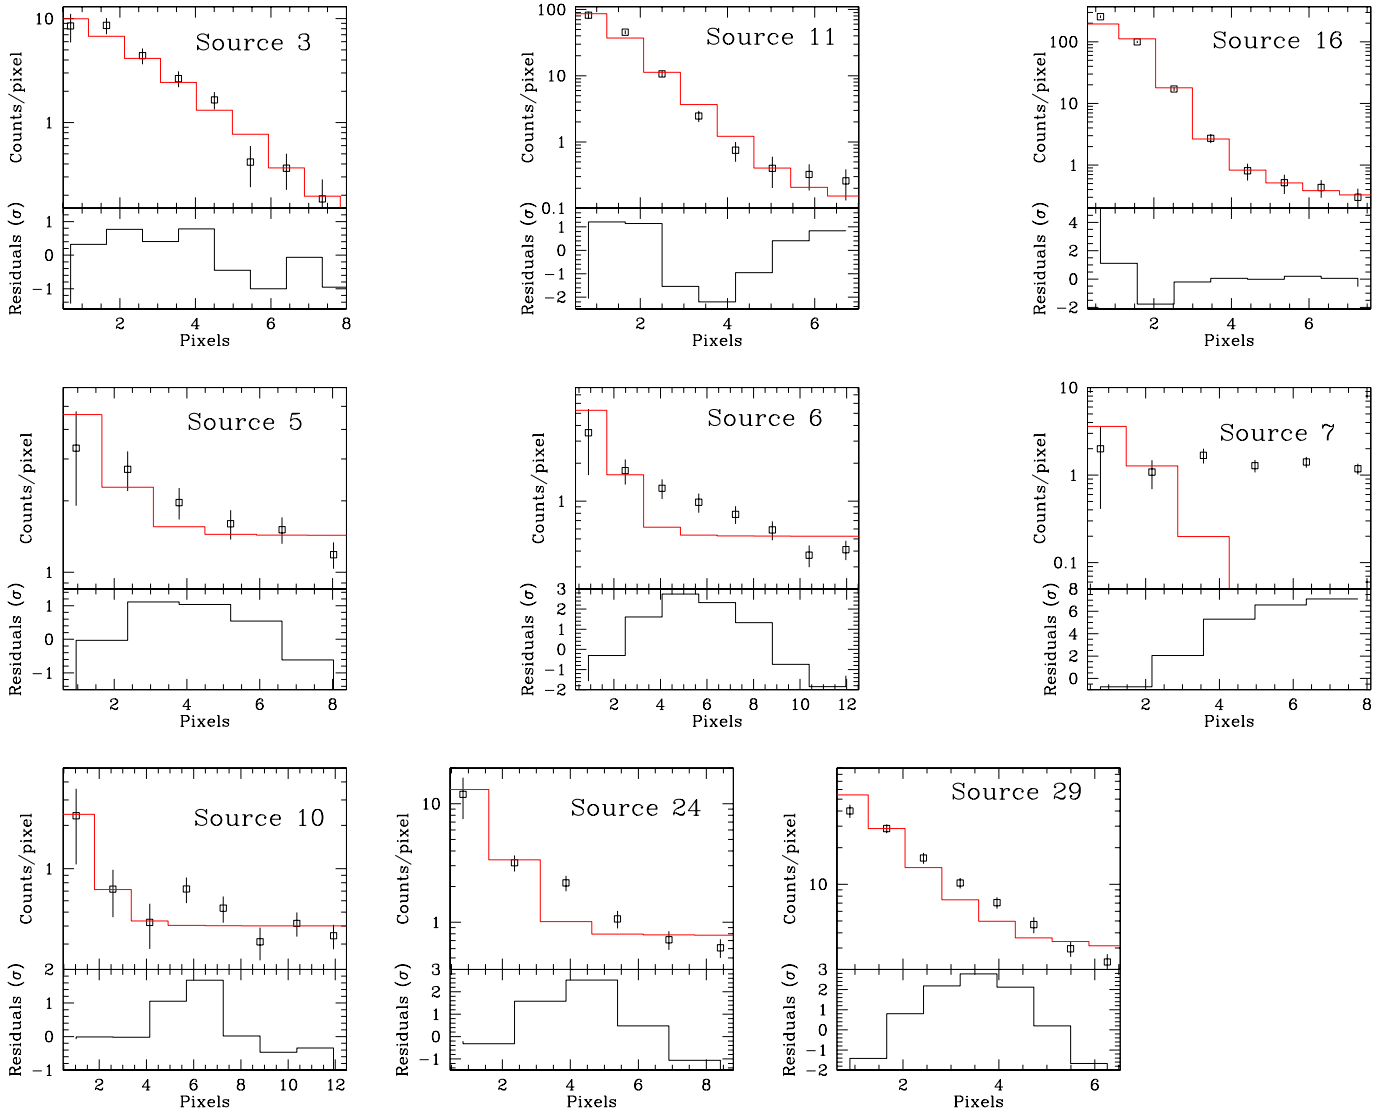 10
Source 3
Counts/pixel
1
1
0
−1
Residuals (σ)
2 4 6 8
Pixels
100
Source 11
Counts/pixel
10
1
0.1
1
0
−1
−2
Residuals (σ)
2 4 6
Pixels
Source 16
100
Counts/pixel
10
1
4
2
0
−2
Residuals (σ)
2 4 6
Pixels
Source 5
Counts/pixel
1
1
0
−1
Residuals (σ)
2 4 6 8
Pixels
Source 6
Counts/pixel
1
3
2
1
0
−1
−2
Residuals (σ)
2 4 6 8 10 12
Pixels
10
Source 7
Counts/pixel
1
0.1
8
6
4
2
0
Residuals (σ)
2 4 6 8
Pixels
Source 10
Counts/pixel
1
2
1
0
−1
Residuals (σ)
2 4 6 8 10 12
Pixels
10
Source 24
Counts/pixel
1
3
2
1
0
−1
Residuals (σ)
2 4 6 8
Pixels
Source 29
Counts/pixel
10
3
2
1
0
−1
−2
Residuals (σ)
2 4 6
Pixels